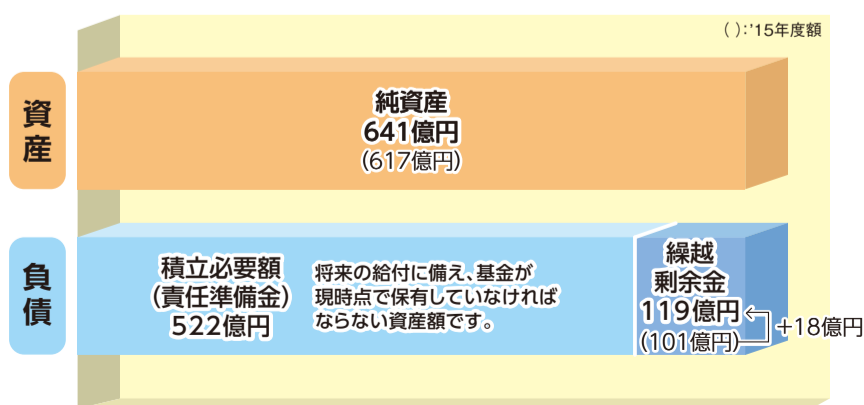 ( ):'15年度額
資産
純資産
641億円
(617億円)
負債
積立必要額
(責任準備金)
522億円
将来の給付に備え、基金が
現時点で保有していなければ
ならない資産額です。
繰越
剰余金
119億円
(101億円)
+18億円